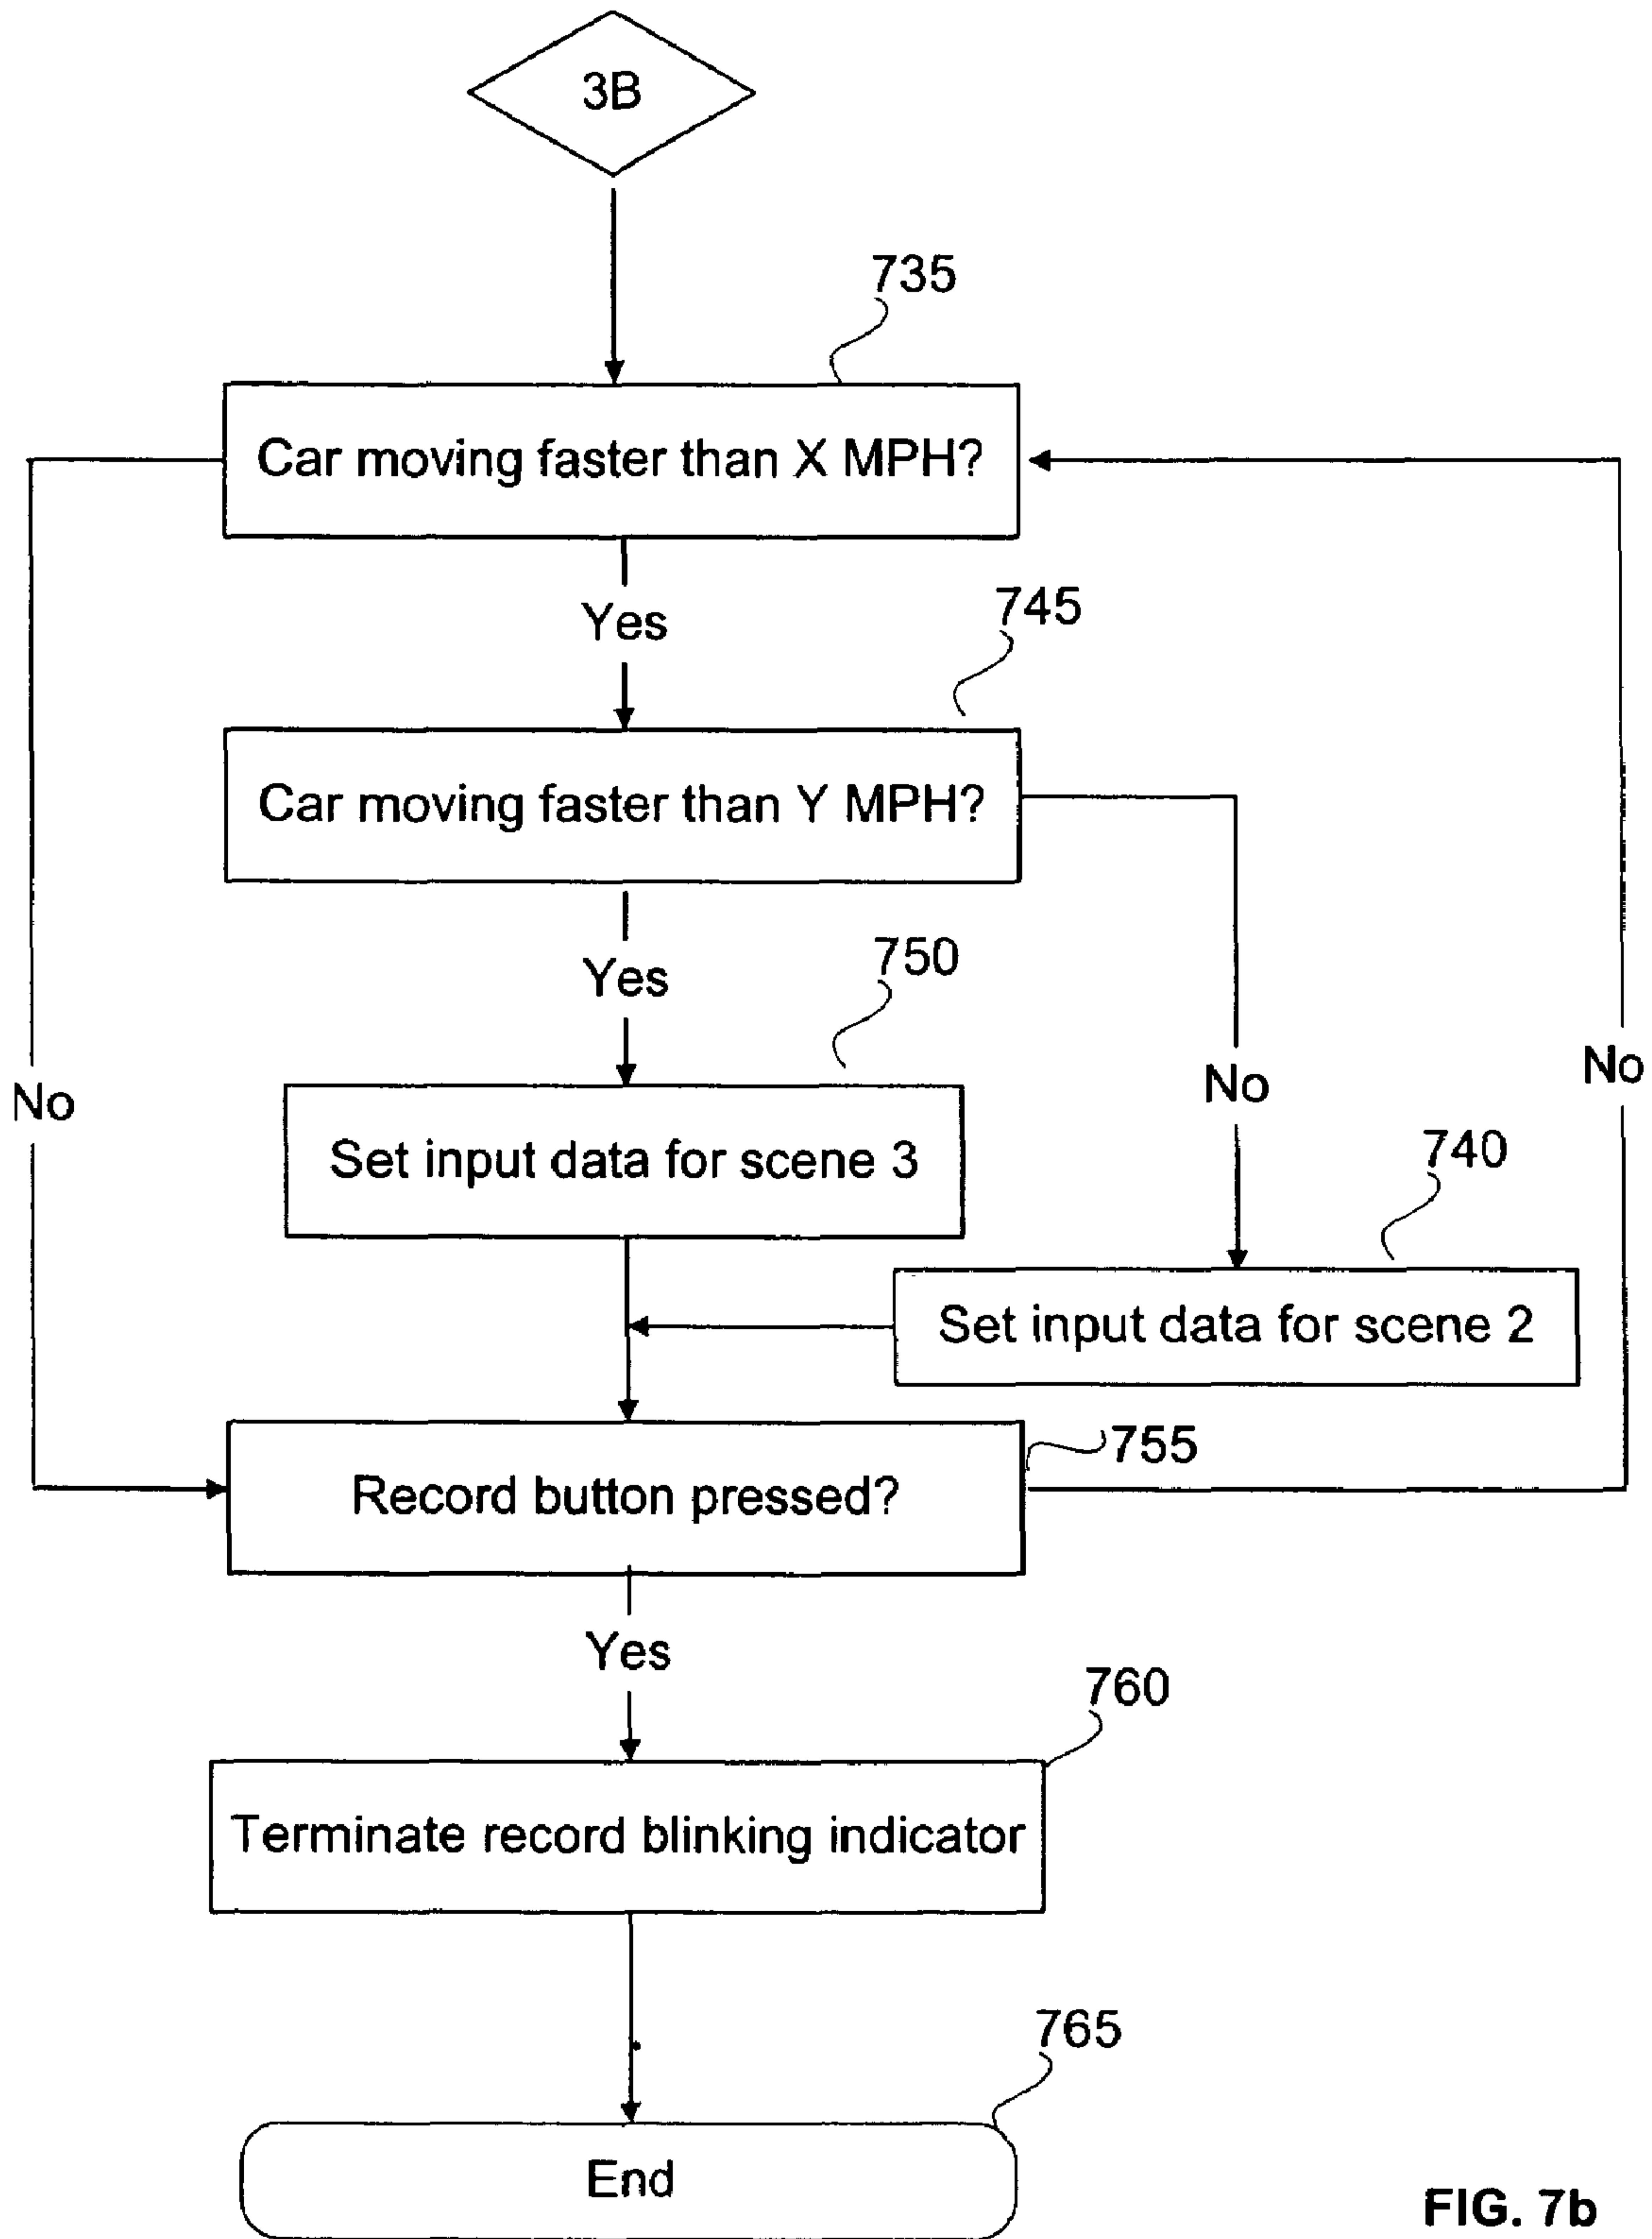 3B
735
Car moving faster than X MPH?
Yes
745
Car moving faster than Y MPH?
Yes
750
No
No
No
Set input data for scene 3
740
Set input data for scene 2
755
Record button pressed?
Yes
760
Terminate record blinking indicator
765
End
FIG. 7b